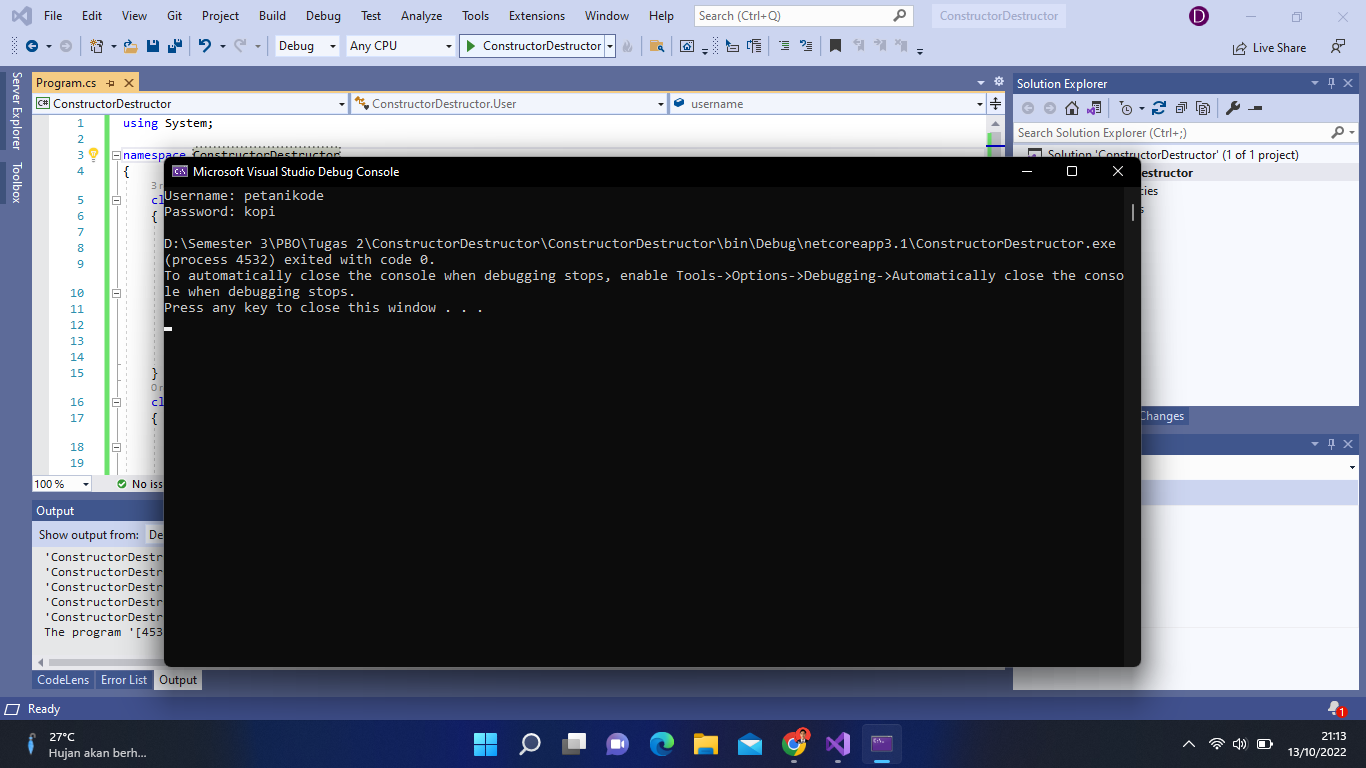 File Edit View Git Project Build Debug Test Analyze Tools Extensions Window Help Search (Ctrl+Q) ConstructorDestructor D
Debug Any CPU ConstructorDestructor Live Share
Server Explorer
Toolbox
Program.cs
ConstructorDestructor ConstructorDestructor.User username
1 using System;
2
3 namespace ConstructorDestructor
4 {
5
6 {
7
8
9
10
11
12
13
14
15 }
16
17 {
18
19
100 %
Microsoft Visual Studio Debug Console
Username: petanikode
Password: kopi
D:\Semester 3\PBO\Tugas 2\ConstructorDestructor\ConstructorDestructor\bin\Debug\netcoreapp3.1\ConstructorDestructor.exe
(process 4532) exited with code 0.
To automatically close the console when debugging stops, enable Tools->Options->Debugging->Automatically close the conso
le when debugging stops.
Press any key to close this window . . .
Solution Explorer
Search Solution Explorer (Ctrl+;)
Solution 'ConstructorDestructor' (1 of 1 project)
estructor
cies
s
Changes
Output
Show output from: De
'ConstructorDestr
'ConstructorDestr
'ConstructorDestr
'ConstructorDestr
'ConstructorDestr
The program '[453
CodeLens Error List Output
Ready
1
27°C
Hujan akan berh...
21:13
13/10/2022